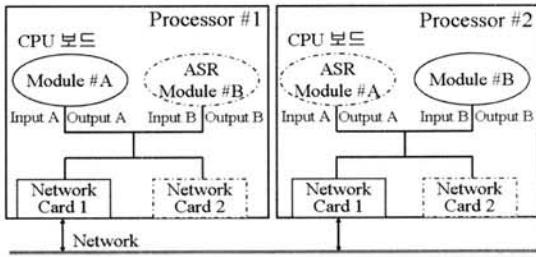 Processor #1
CPU 보드
Module #A
ASR
Module #B
Input A
Output A
Input B
Output B
Network
Card 1
Network
Card 2
Processor #2
CPU 보드
ASR
Module #A
Module #B
Input A
Output A
Input B
Output B
Network
Card 1
Network
Card 2
Network